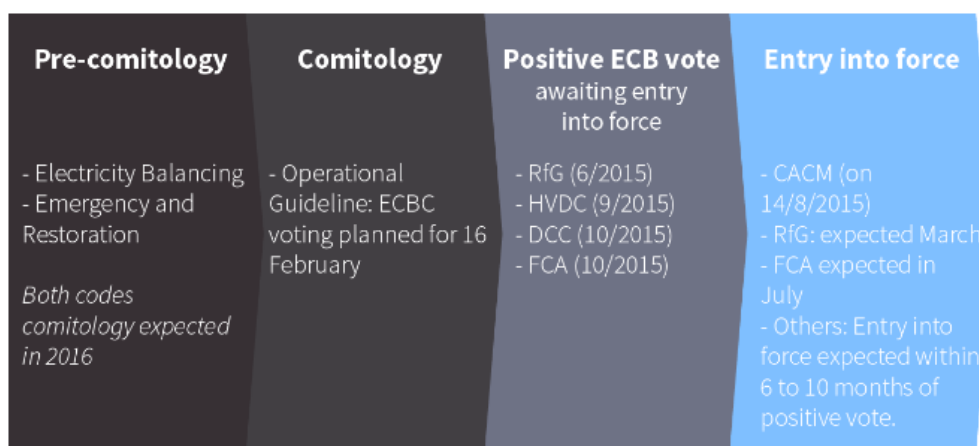 Pre-comitology
- Electricity Balancing
- Emergency and
Restoration
Both codes
comitology expected
in 2016
Comitology
- Operational
Guideline: ECBC
voting planned for 16
February
Positive ECB vote
awaiting entry
into force
- RfG (6/2015)
- HVDC (9/2015)
- DCC (10/2015)
- FCA (10/2015)
Entry into force
- CACM (on
14/8/2015)
- RfG: expected March
- FCA expected in
July
- Others: Entry into
force expected within
6 to 10 months of
positive vote.